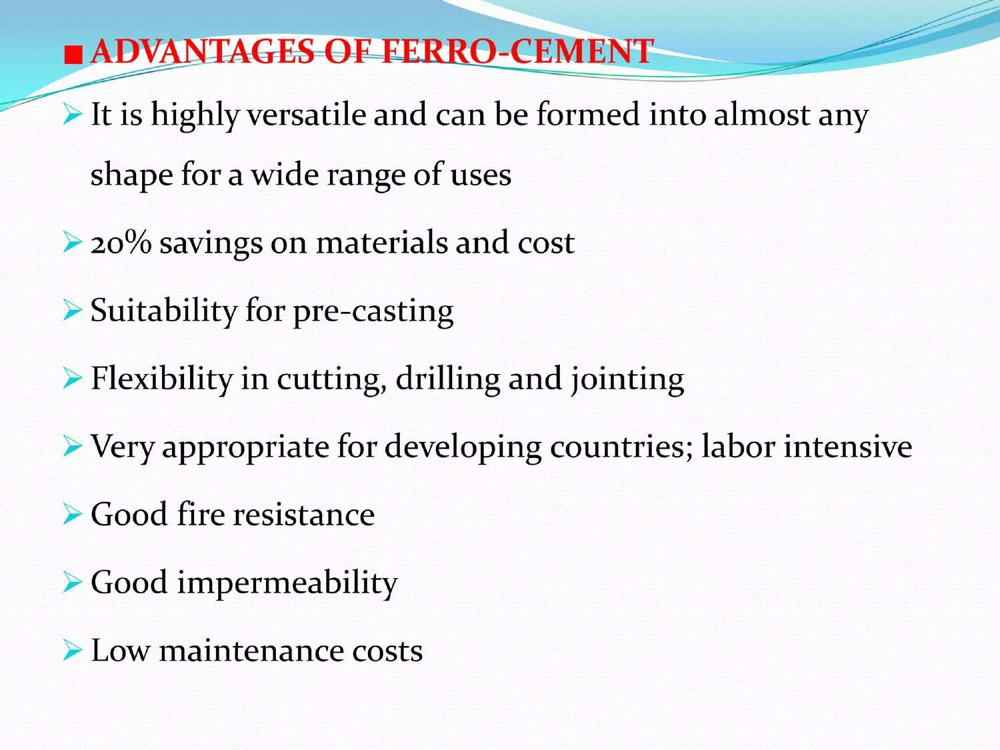 ADVANTAGES OF FERRO-CEMENT
It is highly versatile and can be formed into almost any
shape for a wide range of uses
20% savings on materials and cost
Suitability for pre-casting
Flexibility in cutting, drilling and jointing
Very appropriate for developing countries; labor intensive
Good fire resistance
Good impermeability
Low maintenance costs